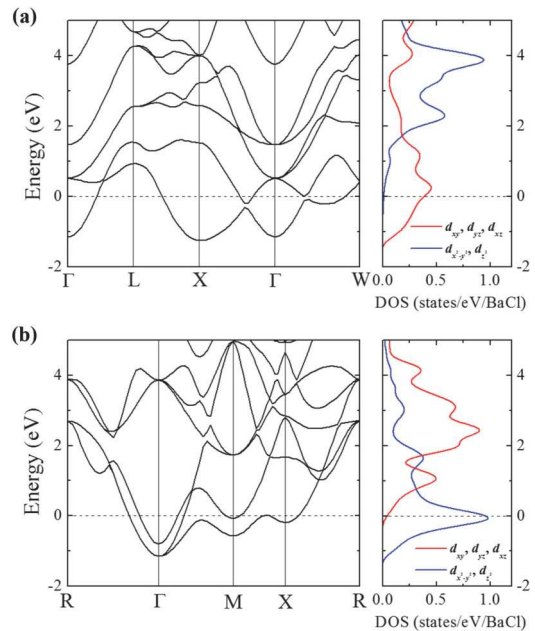 (a)
Energy (eV)
4
2
0
-2
Γ
L
X
Γ
W
4
2
0
-2
d_xy, d_yz, d_xz
d_x²-y², d_z²
0.0
0.5
1.0
DOS (states/eV/BaCl)
(b)
Energy (eV)
4
2
0
-2
R
Γ
M
X
R
4
2
0
-2
d_xy, d_yz, d_xz
d_x²-y², d_z²
0.0
0.5
1.0
DOS (states/eV/BaCl)